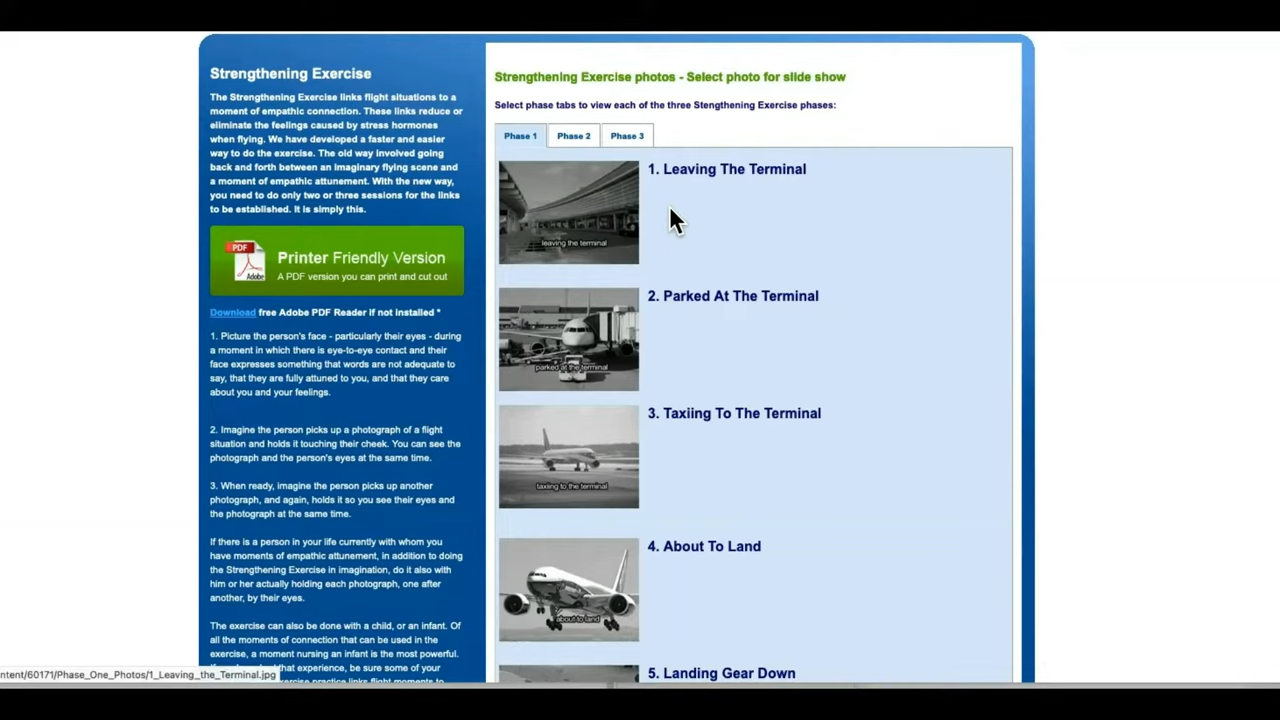 Strengthening Exercise
The Strengthening Exercise links flight situations to a
moment of empathic connection. These links reduce or
eliminate the feelings caused by stress hormones
when flying. We have developed a faster and easier
way to do the exercise. The old way involved going
back and forth between an imaginary flying scene and
a moment of empathic attunement. With the new way,
you need to do only two or three sessions for the links
to be established. It is simply this.
PDF
Adobe
Printer Friendly Version
A PDF version you can print and cut out
Download free Adobe PDF Reader if not installed *
1. Picture the person's face - particularly their eyes - during
a moment in which there is eye-to-eye contact and their
face expresses something that words are not adequate to
say, that they are fully attuned to you, and that they care
about you and your feelings.
2. Imagine the person picks up a photograph of a flight
situation and holds it touching their cheek. You can see the
photograph and the person's eyes at the same time.
3. When ready, imagine the person picks up another
photograph, and again, holds it so you see their eyes and
the photograph at the same time.
If there is a person in your life currently with whom you
have moments of empathic attunement, in addition to doing
the Strengthening Exercise in imagination, do it also with
him or her actually holding each photograph, one after
another, by their eyes.
The exercise can also be done with a child, or an infant. Of
all the moments of connection that can be used in the
exercise, a moment nursing an infant is the most powerful.
that experience, be sure some of your
practice links flight moments to
ntent/60171/Phase_One_Photos/1_Leaving_the_Terminal.jpg
Strengthening Exercise photos - Select photo for slide show
Select phase tabs to view each of the three Stengthening Exercise phases:
Phase 1 Phase 2 Phase 3
leaving the terminal
1. Leaving The Terminal
parked at the terminal
2. Parked At The Terminal
taxiing to the terminal
3. Taxiing To The Terminal
about to land
4. About To Land
5. Landing Gear Down